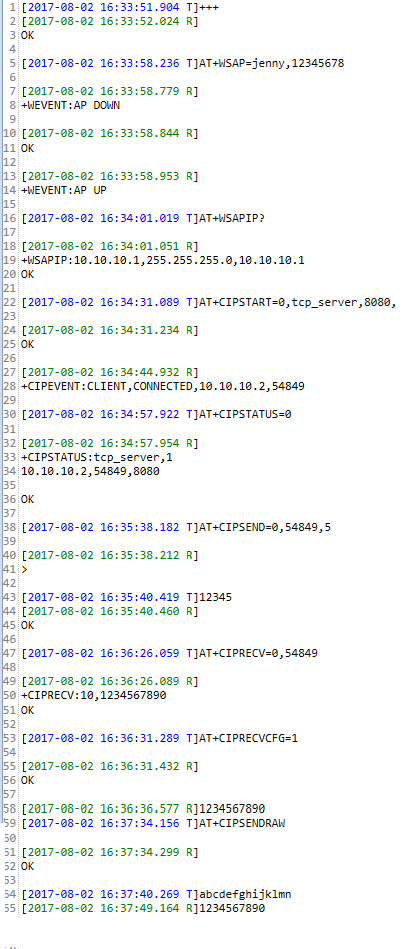 1 [2017-08-02 16:33:51.904 T]+++
2 [2017-08-02 16:33:52.024 R]
3 OK
4
5 [2017-08-02 16:33:58.236 T]AT+WSAP=jenny,12345678
6
7 [2017-08-02 16:33:58.779 R]
8 +WEVENT:AP DOWN
9
10 [2017-08-02 16:33:58.844 R]
11 OK
12
13 [2017-08-02 16:33:58.953 R]
14 +WEVENT:AP UP
15
16 [2017-08-02 16:34:01.019 T]AT+WSAPIP?
17
18 [2017-08-02 16:34:01.051 R]
19 +WSAPIP:10.10.10.1,255.255.255.0,10.10.10.1
20 OK
21
22 [2017-08-02 16:34:31.089 T]AT+CIPSTART=0,tcp_server,8080,
23
24 [2017-08-02 16:34:31.234 R]
25 OK
26
27 [2017-08-02 16:34:44.932 R]
28 +CIPEVENT:CLIENT,CONNECTED,10.10.10.2,54849
29
30 [2017-08-02 16:34:57.922 T]AT+CIPSTATUS=0
31
32 [2017-08-02 16:34:57.954 R]
33 +CIPSTATUS:tcp_server,1
34 10.10.10.2,54849,8080
35
36 OK
37
38 [2017-08-02 16:35:38.182 T]AT+CIPSEND=0,54849,5
39
40 [2017-08-02 16:35:38.212 R]
41 >
42
43 [2017-08-02 16:35:40.419 T]12345
44 [2017-08-02 16:35:40.460 R]
45 OK
46
47 [2017-08-02 16:36:26.059 T]AT+CIPRECV=0,54849
48
49 [2017-08-02 16:36:26.089 R]
50 +CIPRECV:10,1234567890
51 OK
52
53 [2017-08-02 16:36:31.289 T]AT+CIPRECVCFG=1
54
55 [2017-08-02 16:36:31.432 R]
56 OK
57
58 [2017-08-02 16:36:36.577 R]1234567890
59 [2017-08-02 16:37:34.156 T]AT+CIPSENDRAW
60
61 [2017-08-02 16:37:34.299 R]
62 OK
63
64 [2017-08-02 16:37:40.269 T]abcdefghijklmn
65 [2017-08-02 16:37:49.164 R]1234567890